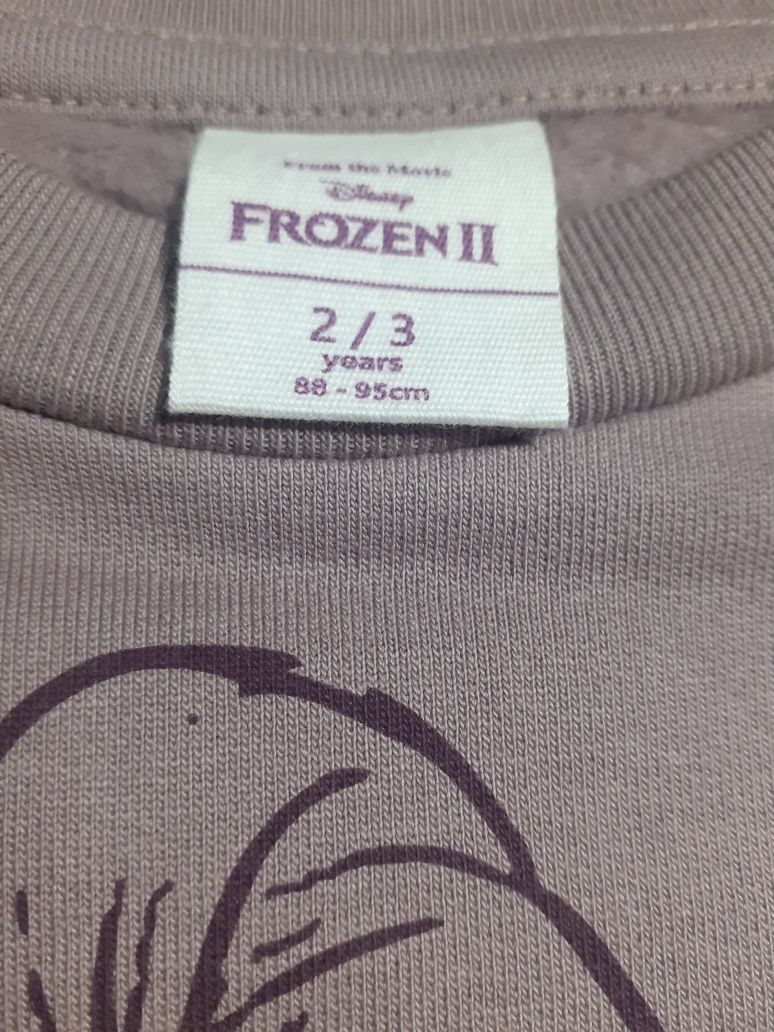 From the Movie
Disney
FROZEN II
2 / 3
years
88 - 95cm